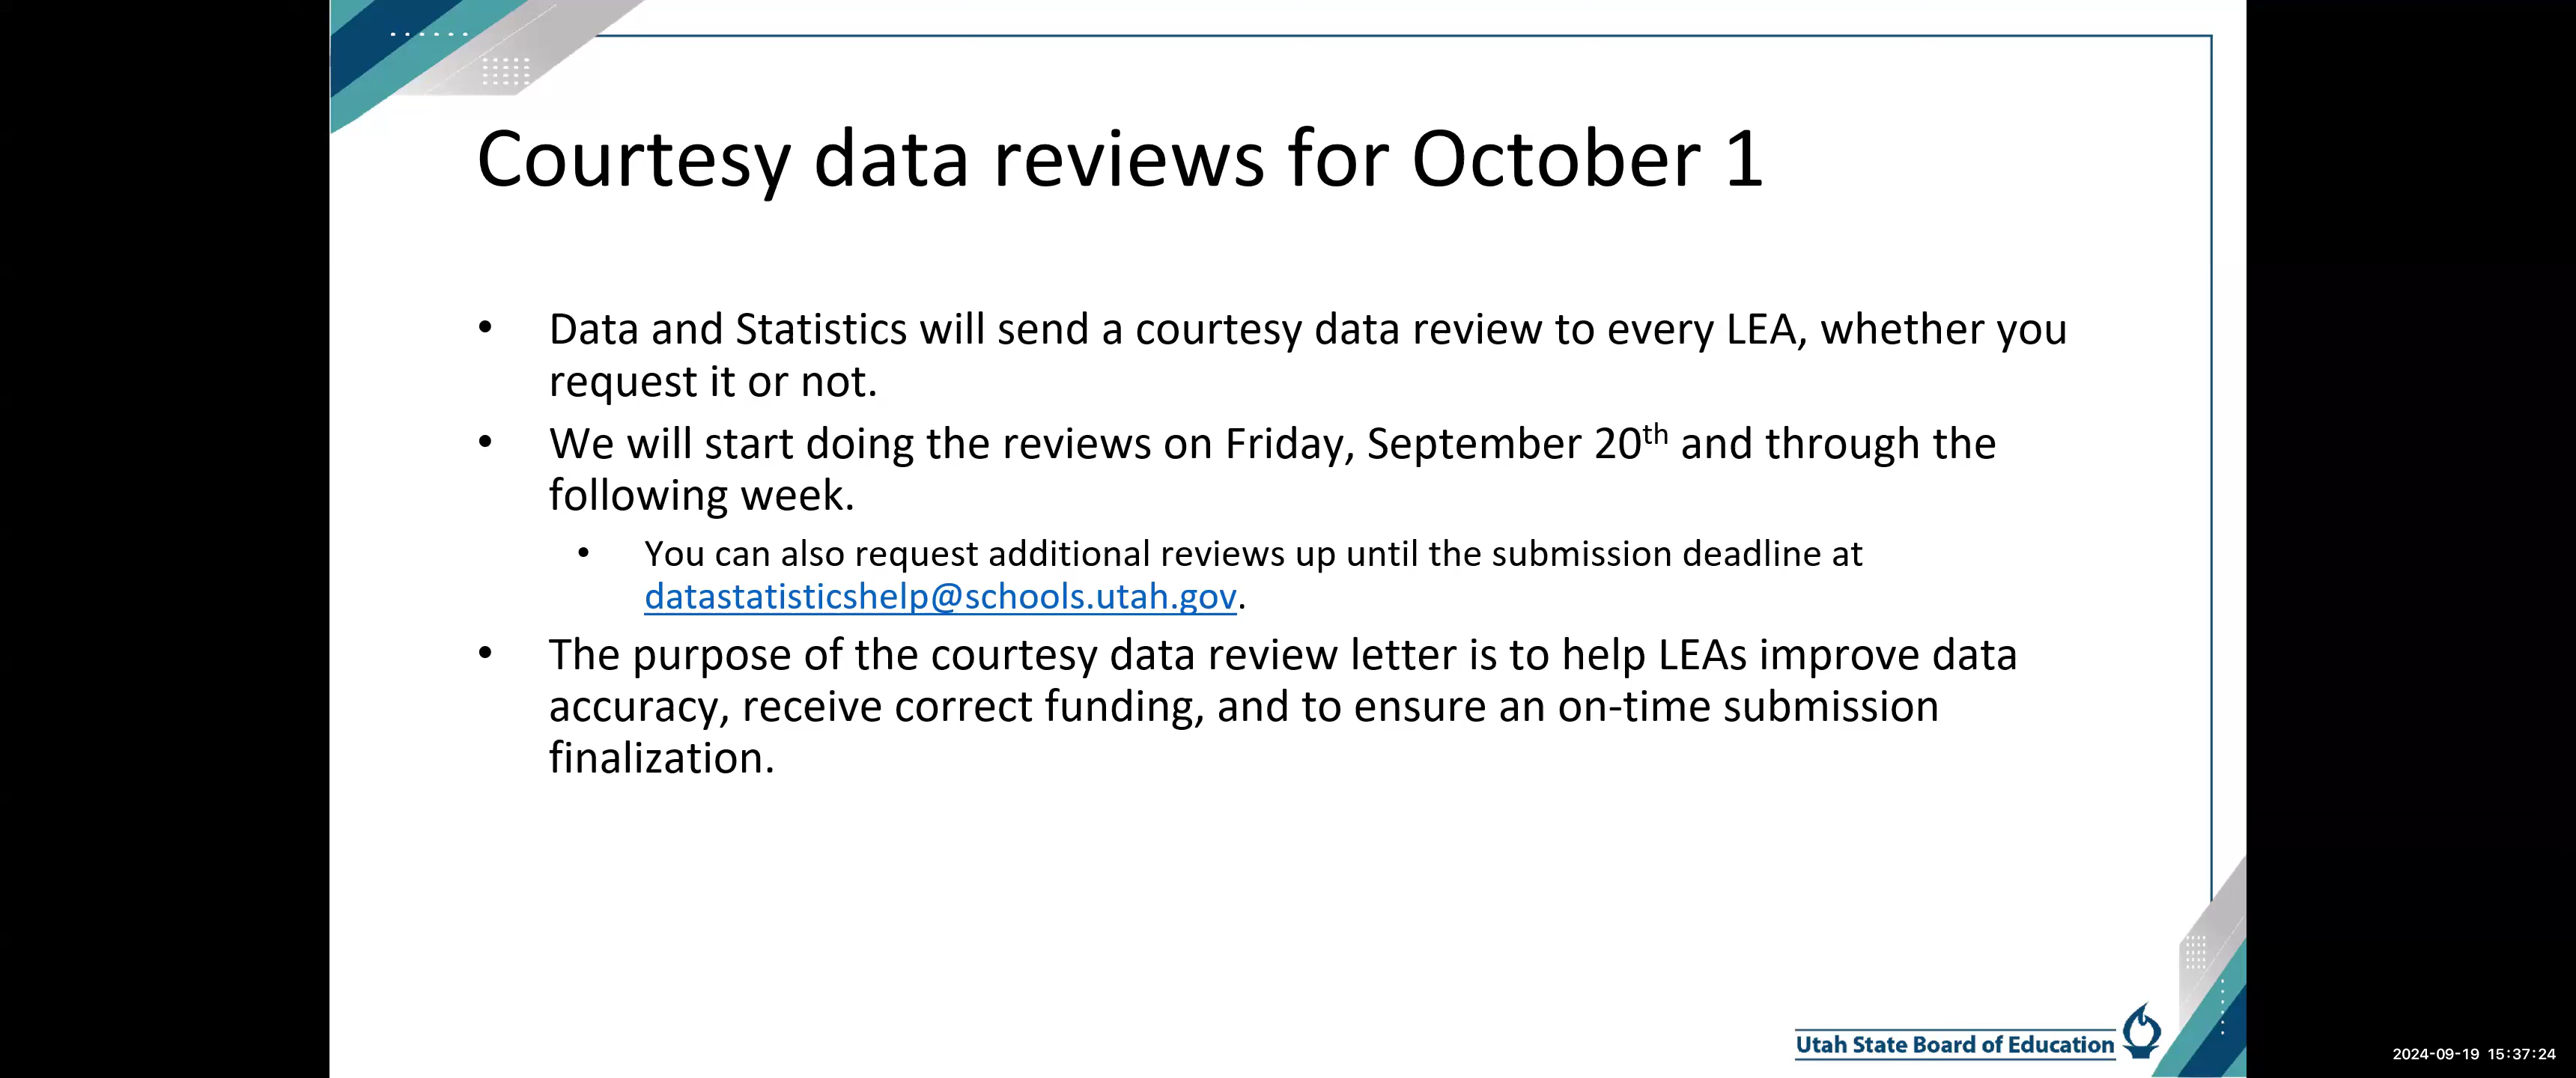 Courtesy data reviews for October 1
• Data and Statistics will send a courtesy data review to every LEA, whether you
request it or not.
• We will start doing the reviews on Friday, September 20th and through the
following week.
• You can also request additional reviews up until the submission deadline at
datastatisticshelp@schools.utah.gov.
• The purpose of the courtesy data review letter is to help LEAs improve data
accuracy, receive correct funding, and to ensure an on-time submission
finalization.
Utah State Board of Education
2024-09-19 15:37:24